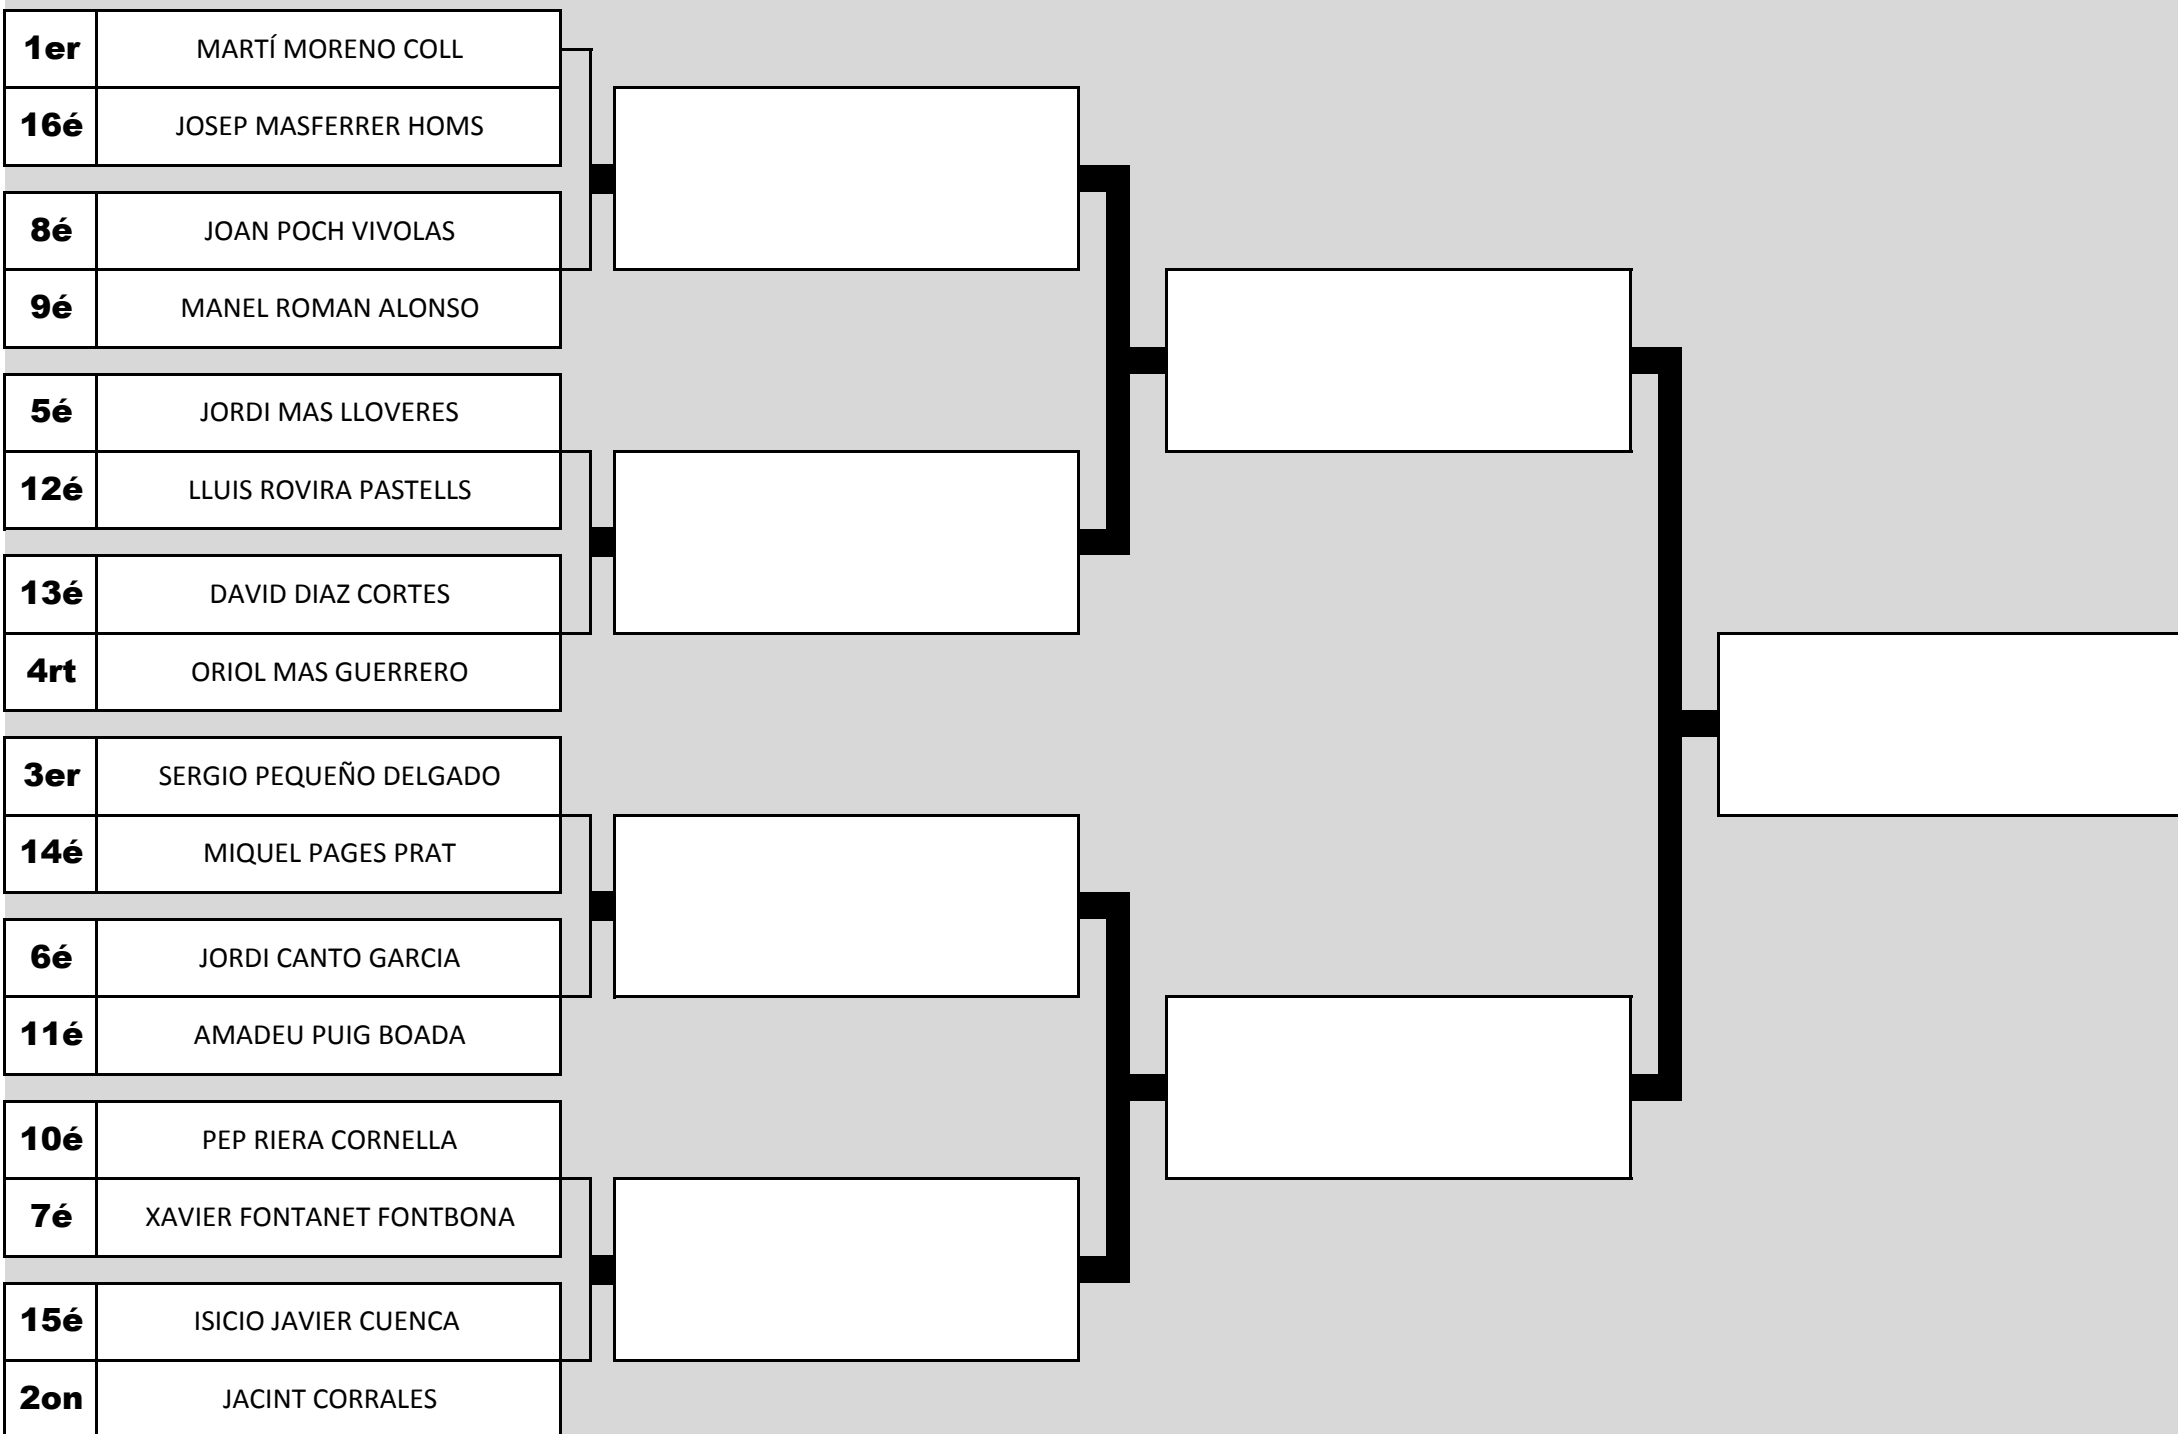 1er MARTÍ MORENO COLL
16é JOSEP MASFERRER HOMS
8é JOAN POCH VIVOLAS
9é MANEL ROMAN ALONSO
5é JORDI MAS LLOVERES
12é LLUIS ROVIRA PASTELLS
13é DAVID DIAZ CORTES
4rt ORIOL MAS GUERRERO
3er SERGIO PEQUEÑO DELGADO
14é MIQUEL PAGES PRAT
6é JORDI CANTO GARCIA
11é AMADEU PUIG BOADA
10é PEP RIERA CORNELLA
7é XAVIER FONTANET FONTBONA
15é ISICIO JAVIER CUENCA
2on JACINT CORRALES